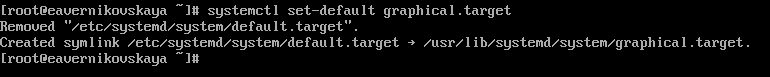 [root@eavernikovskaya ~]# systemctl set-default graphical.target
Removed "/etc/systemd/system/default.target".
Created symlink /etc/systemd/system/default.target → /usr/lib/systemd/system/graphical.target.
[root@eavernikovskaya ~]#